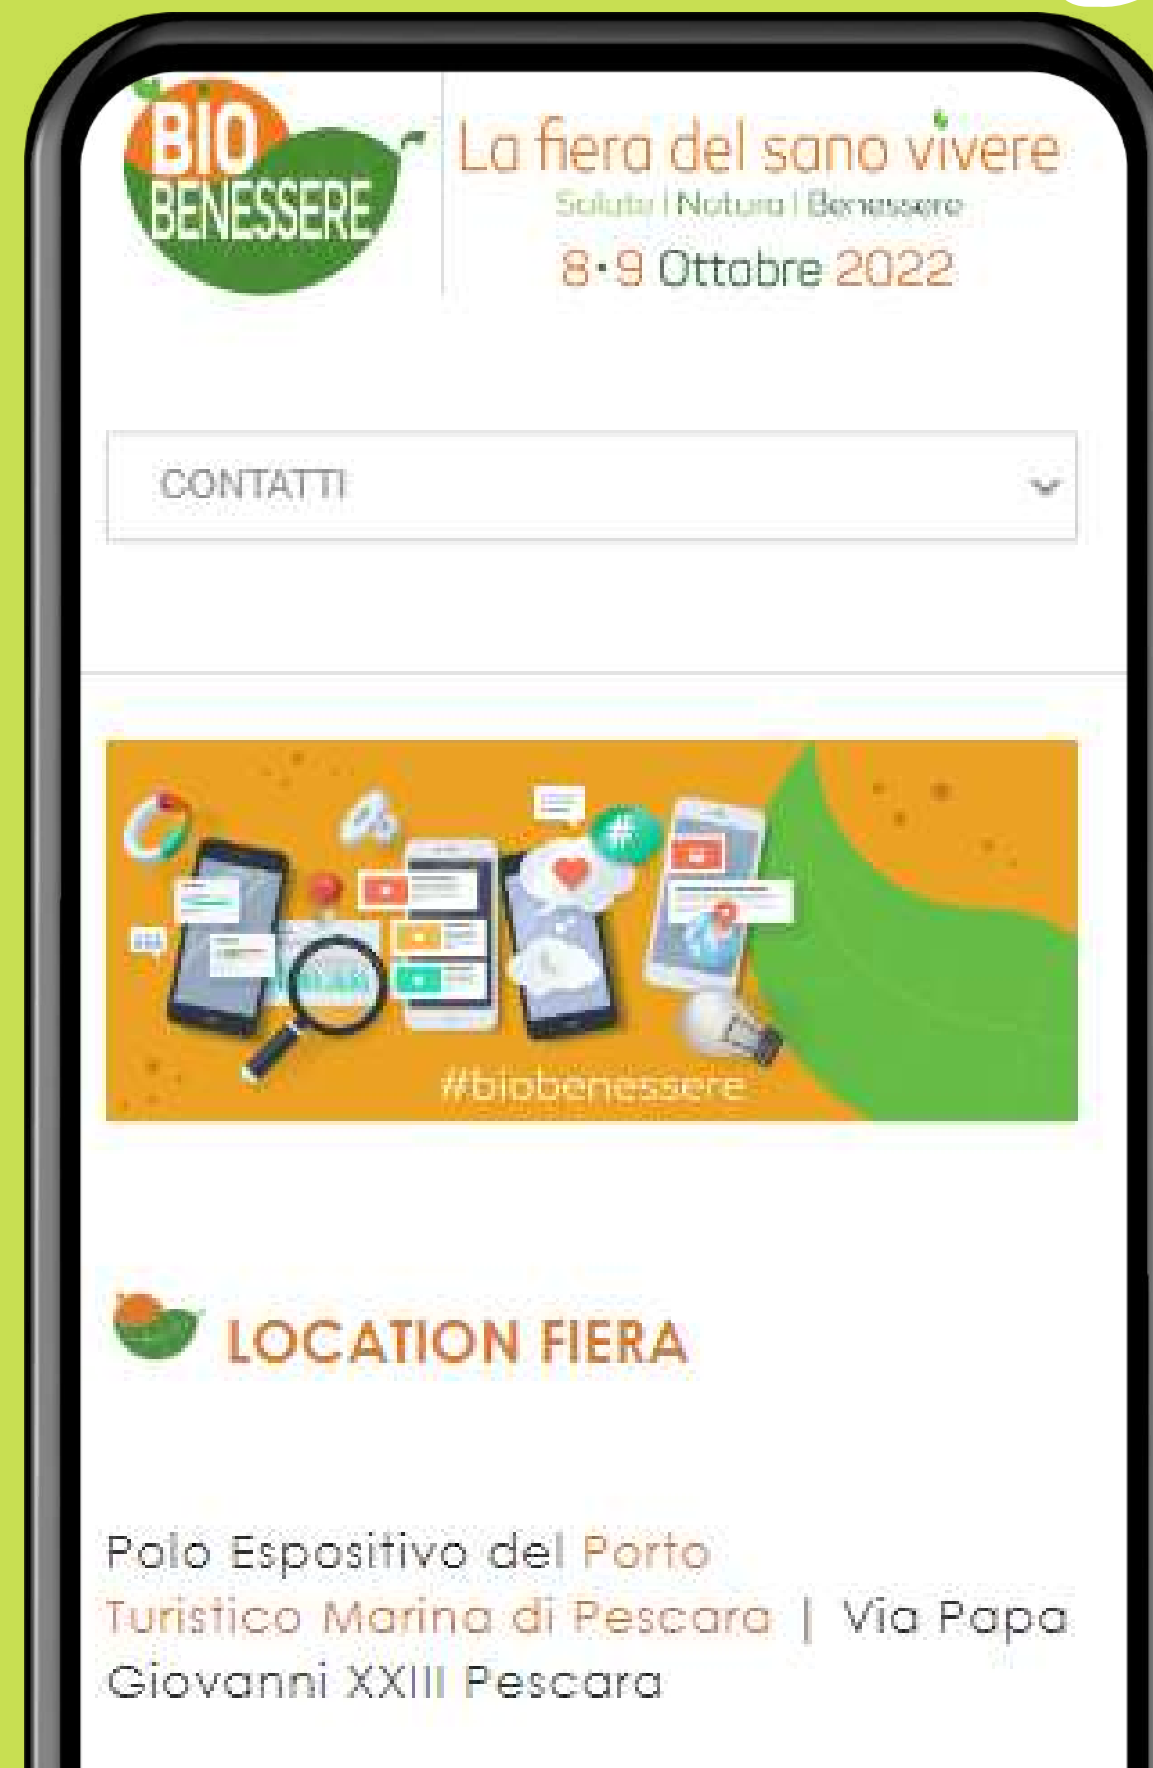 BIO
BENESSERE
La fiera del sano vivere
Salute | Natura | Benessere
8•9 Ottobre 2022
CONTATTI
#
#biobenessere
LOCATION FIERA
Polo Espositivo del Porto
Turistico Marina di Pescara | Via Papa
Giovanni XXIII Pescara